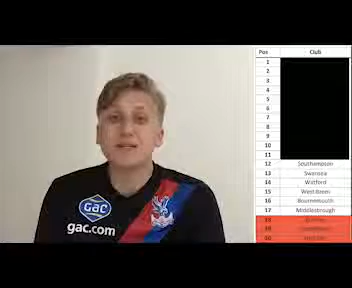 Pos Club
1
2
3
4
5
6
7
8
9
10
11
12 Southampton
13 Swansea
14 Watford
15 West Brom
16 Bournemouth
17 Middlesbrough
18
19
20
GAC
gac.com